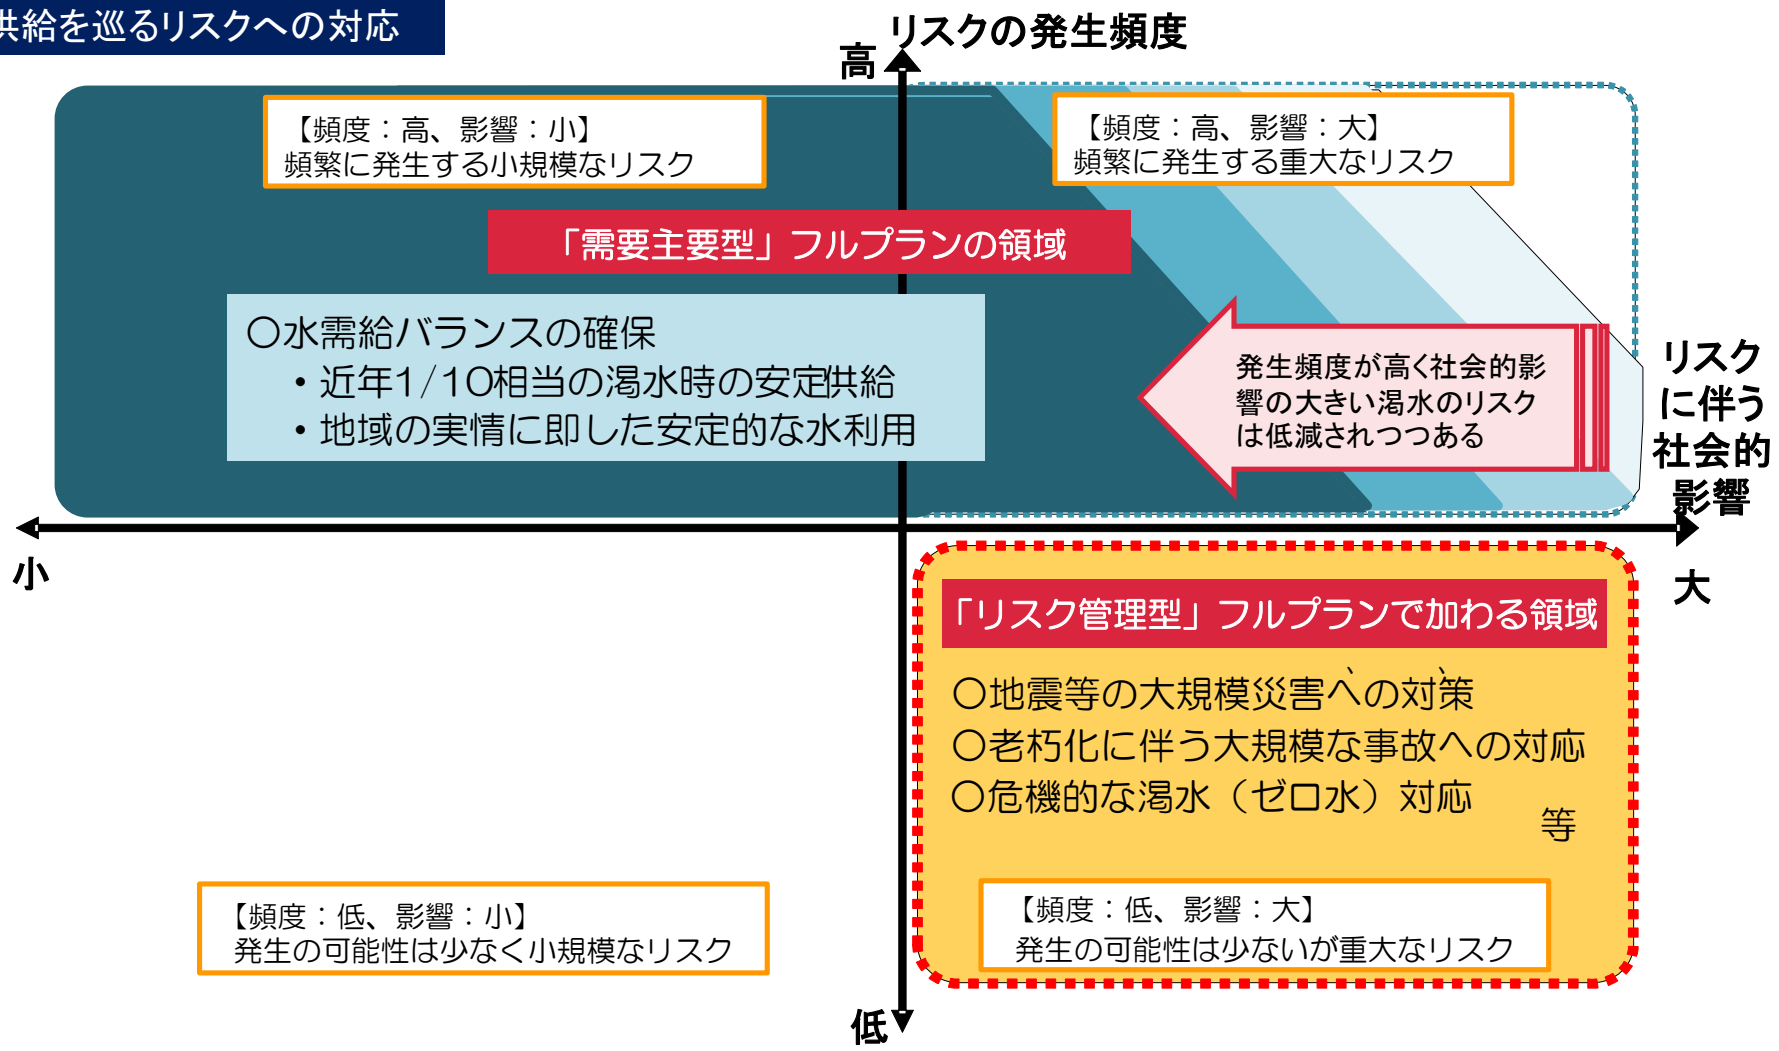 供給を巡るリスクへの対応
リスクの発生頻度
高
【頻度：高、影響：小】
頻繁に発生する小規模なリスク
【頻度：高、影響：大】
頻繁に発生する重大なリスク
「需要主要型」フルプランの領域
〇水需給バランスの確保
・近年1/10相当の渇水時の安定供給
・地域の実情に即した安定的な水利用
発生頻度が高く社会的影
響の大きい渇水のリスク
は低減されつつある
リスク
に伴う
社会的
影響
小
大
「リスク管理型」フルプランで加わる領域
〇地震等の大規模災害への対策
〇老朽化に伴う大規模な事故への対応
〇危機的な渇水（ゼロ水）対応
等
【頻度：低、影響：小】
発生の可能性は少なく小規模なリスク
【頻度：低、影響：大】
発生の可能性は少ないが重大なリスク
低